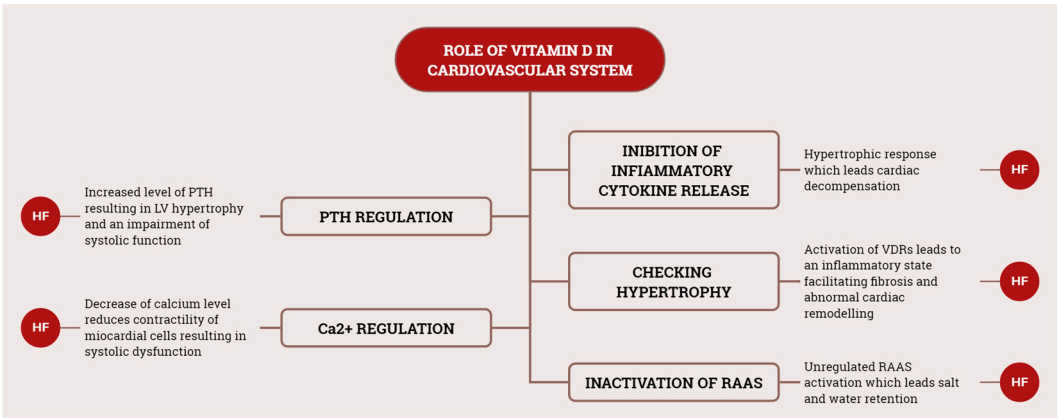 ROLE OF VITAMIN D IN
CARDIOVASCULAR SYSTEM
HF
Increased level of PTH
resulting in LV hypertrophy
and an impairment of
systolic function
PTH REGULATION
HF
Decrease of calcium level
reduces contractility of
miocardial cells resulting in
systolic dysfunction
Ca2+ REGULATION
INIBITION OF
INFIAMMATORY
CYTOKINE RELEASE
Hypertrophic response
which leads cardiac
decompensation
HF
CHECKING
HYPERTROPHY
Activation of VDRs leads to
an inflammatory state
facilitating fibrosis and
abnormal cardiac
remodelling
HF
INACTIVATION OF RAAS
Unregulated RAAS
activation which leads salt
and water retention
HF